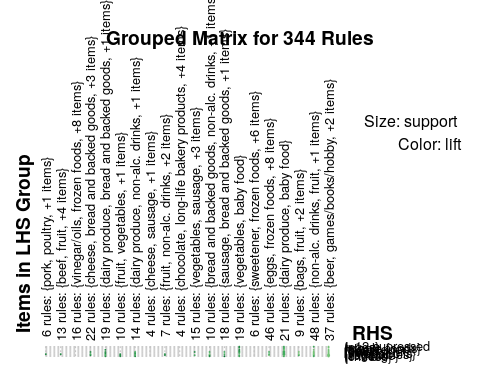 Grouped Matrix for 344 Rules
Size: support
Color: lift
Items in LHS Group
6 rules: {pork, poultry, +1 items}
13 rules: {beef, fruit, +4 items}
16 rules: {vinegar/oils, frozen foods, +8 items}
22 rules: {cheese, bread and backed goods, +3 items}
19 rules: {dairy produce, bread and backed goods, +1 items}
10 rules: {fruit, vegetables, +1 items}
14 rules: {dairy produce, non-alc. drinks, +1 items}
4 rules: {cheese, sausage, +1 items}
7 rules: {fruit, non-alc. drinks, +2 items}
4 rules: {chocolate, long-life bakery products, +4 items}
15 rules: {vegetables, sausage, +3 items}
10 rules: {bread and backed goods, non-alc. drinks, items}
18 rules: {sausage, bread and backed goods, +1 items}
19 rules: {vegetables, baby food}
6 rules: {sweetener, frozen foods, +6 items}
46 rules: {eggs, frozen foods, +8 items}
21 rules: {dairy produce, baby food}
9 rules: {bags, fruit, +2 items}
48 rules: {non-alc. drinks, fruit, +1 items}
37 rules: {beer, games/books/hobby, +2 items}
RHS